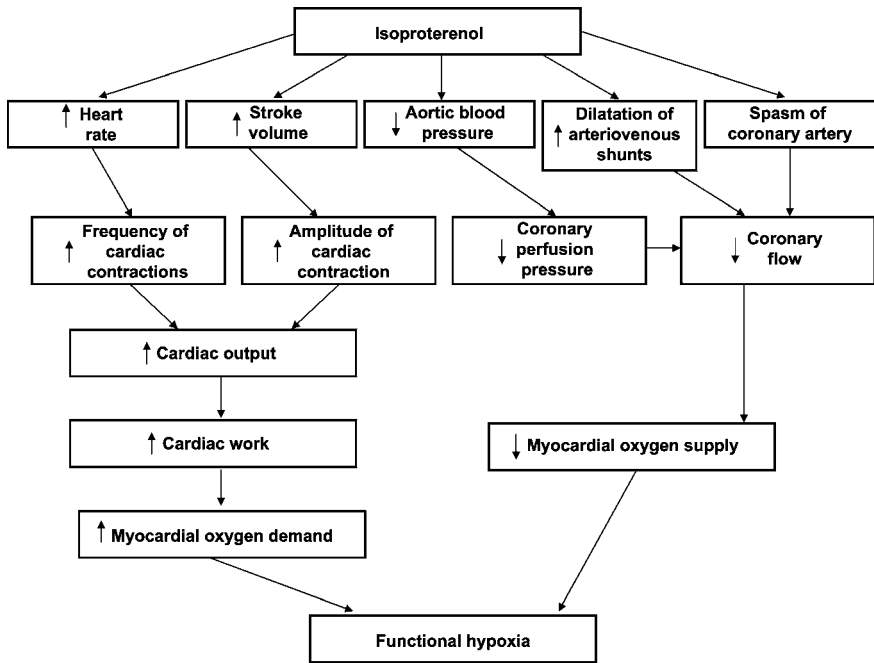 Isoproterenol
↑ Heart
rate
↑ Stroke
volume
↓ Aortic blood
pressure
Dilatation of
↑ arteriovenous
shunts
Spasm of
coronary artery
Frequency of
↑ cardiac
contractions
Amplitude of
↑ cardiac
contraction
Coronary
↓ perfusion
pressure
↓ Coronary
flow
↑ Cardiac output
↑ Cardiac work
↓ Myocardial oxygen supply
↑ Myocardial oxygen demand
Functional hypoxia